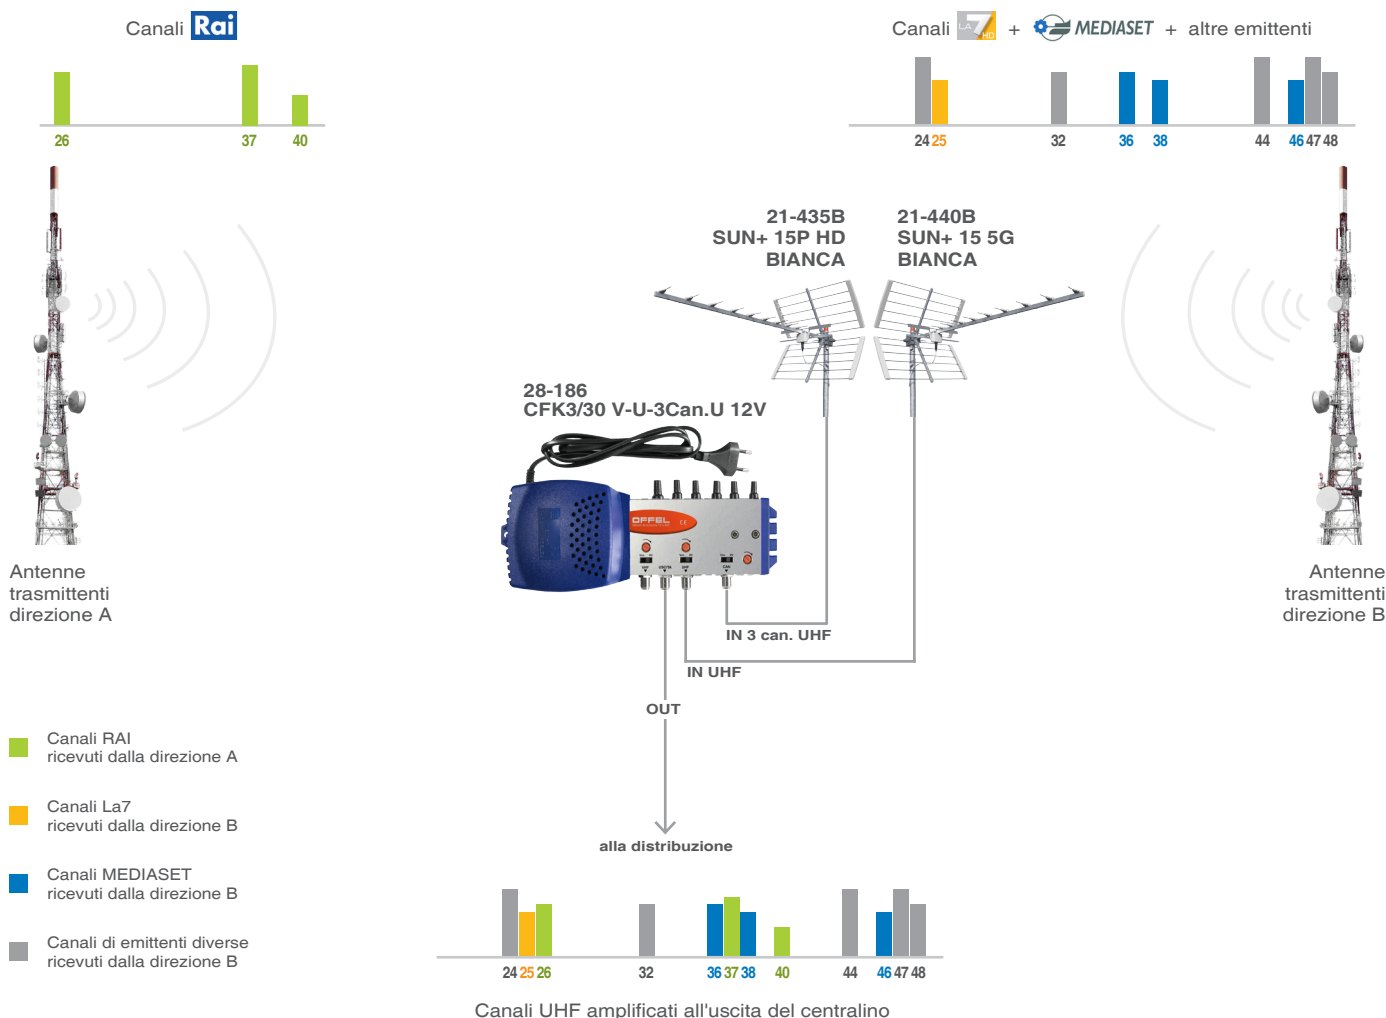 Canali Rai
Canali LA7 HD + MEDIASET + altre emittenti
26 37 40
24 25 32 36 38 44 46 47 48
21-435B
SUN+ 15P HD
BIANCA
21-440B
SUN+ 15 5G
BIANCA
28-186
CFK3/30 V-U-3Can.U 12V
OFFEL CE
VHF USCITA UHF CAN.
Antenne
trasmittenti
direzione A
Antenne
trasmittenti
direzione B
IN 3 can. UHF
IN UHF
OUT
alla distribuzione
Canali RAI
ricevuti dalla direzione A
Canali La7
ricevuti dalla direzione B
Canali MEDIASET
ricevuti dalla direzione B
Canali di emittenti diverse
ricevuti dalla direzione B
24 25 26 32 36 37 38 40 44 46 47 48
Canali UHF amplificati all'uscita del centralino